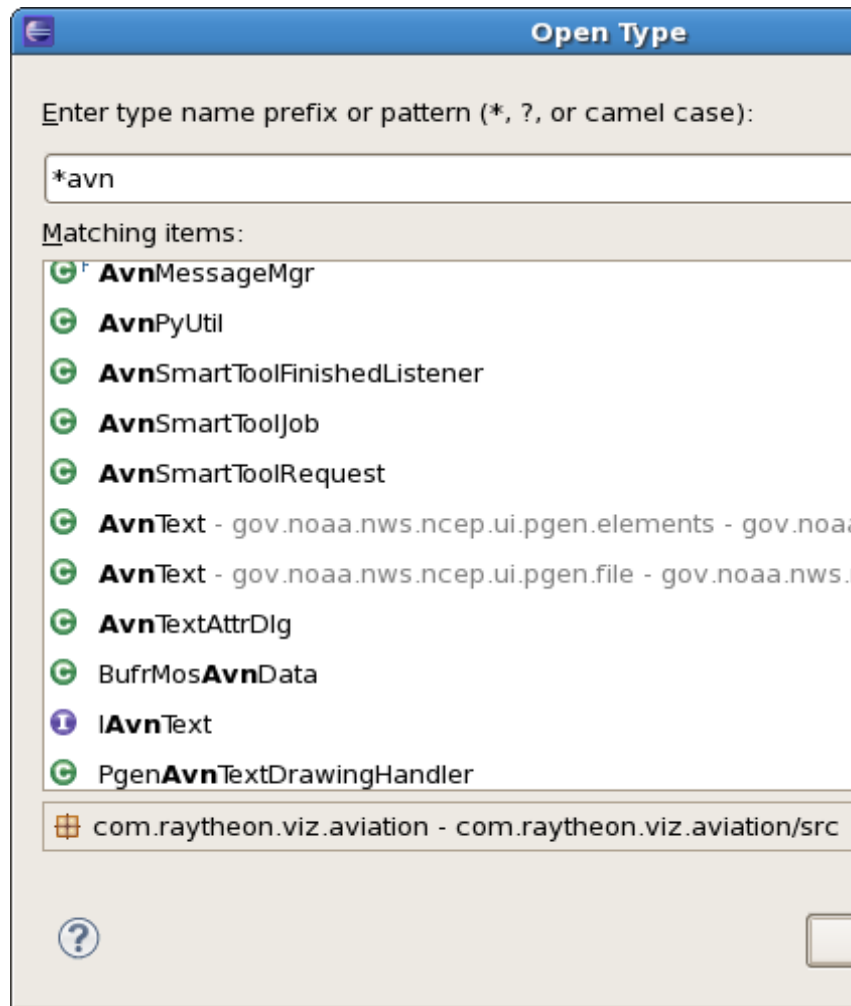 Open Type
Enter type name prefix or pattern (*, ?, or camel case):
*avn
Matching items:
AvnMessageMgr
AvnPyUtil
AvnSmartToolFinishedListener
AvnSmartToolJob
AvnSmartToolRequest
AvnText - gov.noaa.nws.ncep.ui.pgen.elements - gov.noaa
AvnText - gov.noaa.nws.ncep.ui.pgen.file - gov.noaa.nws.
AvnTextAttrDlg
BufrMosAvnData
IAvnText
PgenAvnTextDrawingHandler
com.raytheon.viz.aviation - com.raytheon.viz.aviation/src